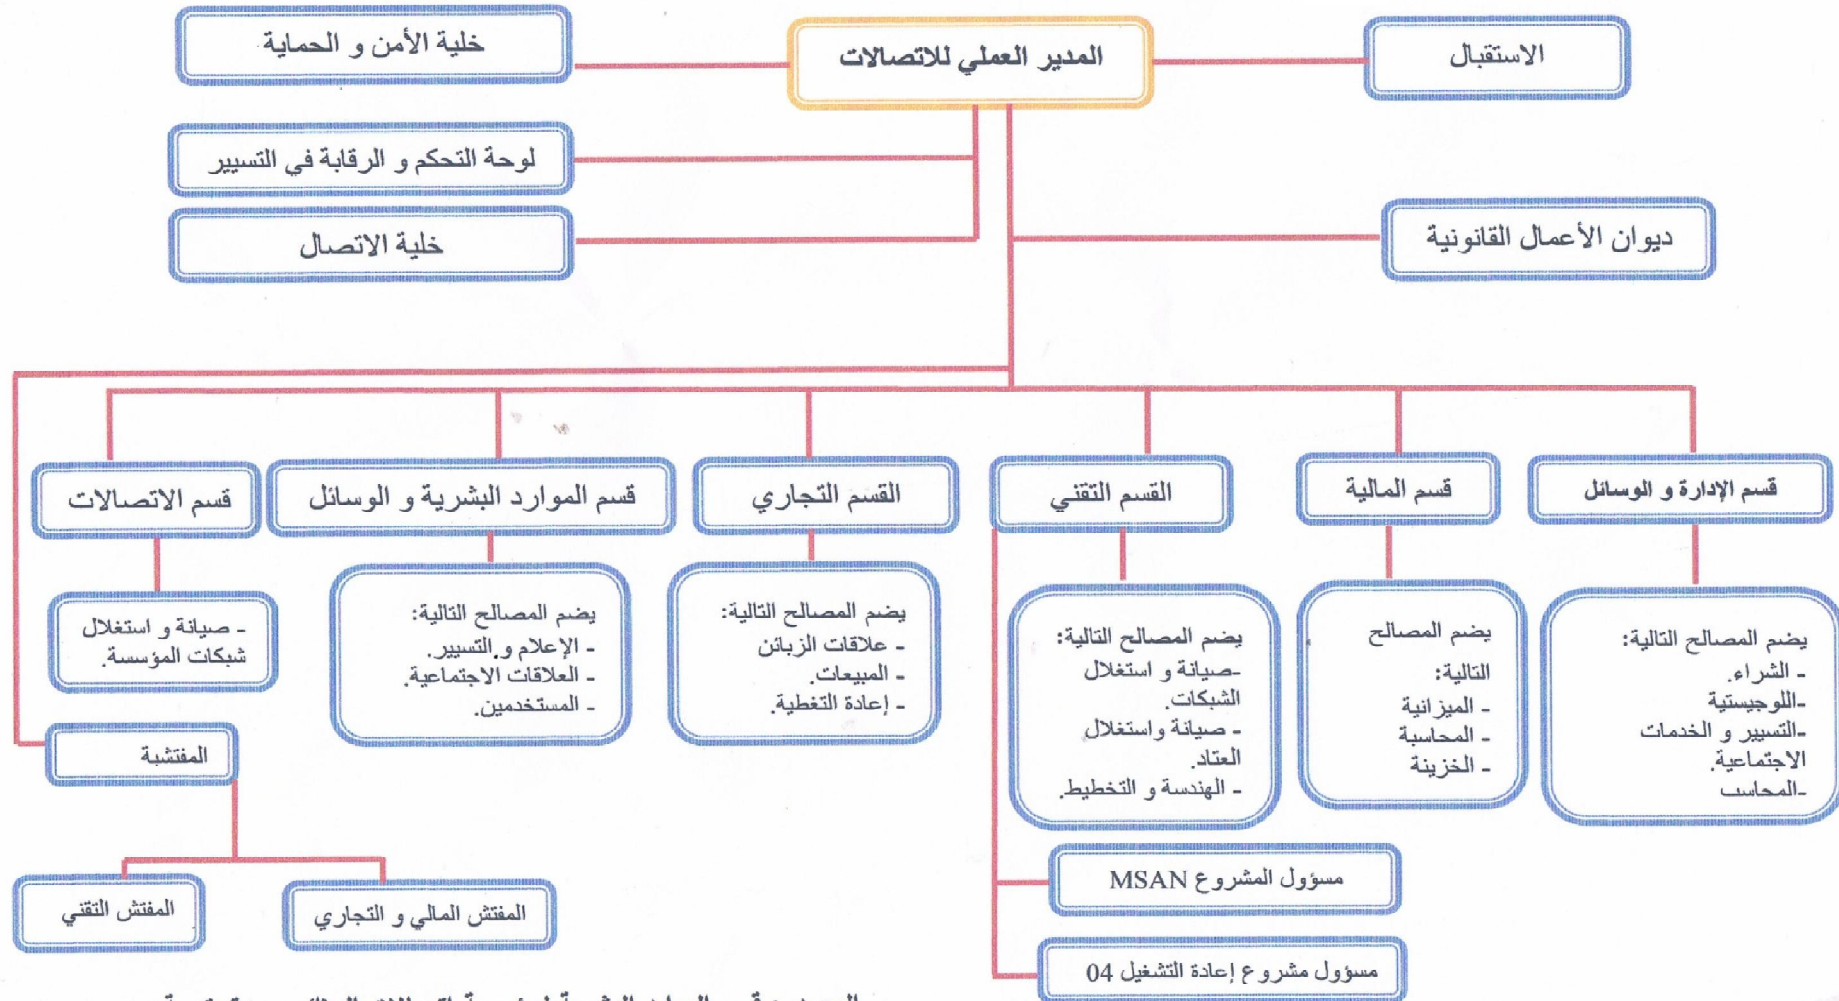 المدير العملي للاتصالات
الاستقبال
خلية الأمن و الحماية
لوحة التحكم و الرقابة في التسيير
خلية الاتصال
ديوان الأعمال القانونية
قسم الإدارة و الوسائل
قسم المالية
القسم التقني
القسم التجاري
قسم الموارد البشرية و الوسائل
قسم الاتصالات
يضم المصالح التالية:
- الشراء.
-اللوجيستية
-التسيير و الخدمات
الاجتماعية.
-المحاسب
يضم المصالح
التالية:
- الميزانية
- المحاسبة
- الخزينة
يضم المصالح التالية:
-صيانة و استغلال
الشبكات.
- صيانة واستغلال
العتاد.
- الهندسة و التخطيط.
يضم المصالح التالية:
- علاقات الزبائن
- المبيعات.
- إعادة التغطية.
يضم المصالح التالية:
- الإعلام و التسيير.
- العلاقات الاجتماعية.
- المستخدمين.
- صيانة و استغلال
شبكات المؤسسة.
المفتشية
مسؤول المشروع MSAN
مسؤول مشروع إعادة التشغيل 04
المفتش المالي و التجاري
المفتش التقني